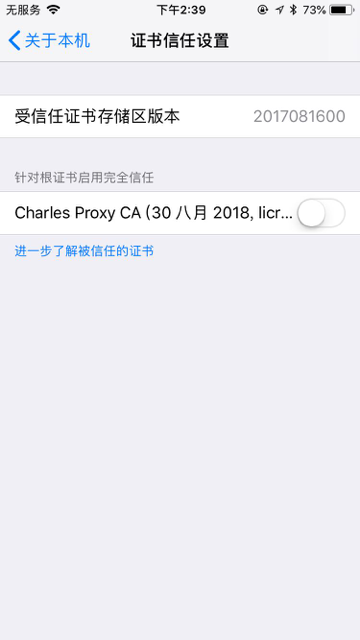 无服务 下午2:39 73%
关于本机 证书信任设置
受信任证书存储区版本 2017081600
针对根证书启用完全信任
Charles Proxy CA (30 八月 2018, licr...
进一步了解被信任的证书